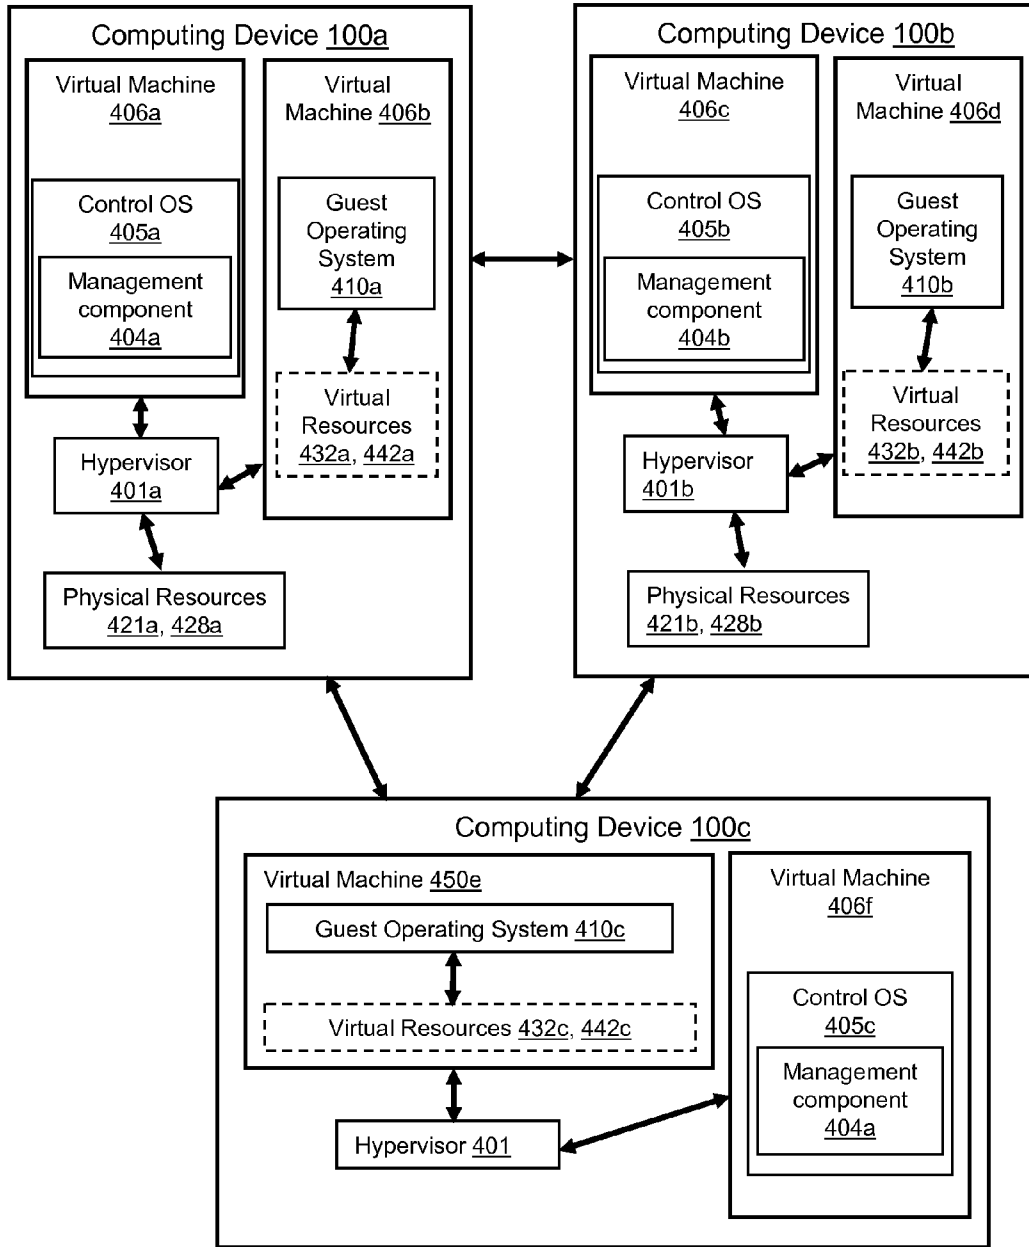 Computing Device 100a
Virtual Machine
406a
Control OS
405a
Management
component
404a
Virtual
Machine 406b
Guest
Operating
System
410a
Virtual
Resources
432a, 442a
Hypervisor
401a
Physical Resources
421a, 428a
Computing Device 100b
Virtual Machine
406c
Control OS
405b
Management
component
404b
Virtual
Machine 406d
Guest
Operating
System
410b
Virtual
Resources
432b, 442b
Hypervisor
401b
Physical Resources
421b, 428b
Computing Device 100c
Virtual Machine 450e
Guest Operating System 410c
Virtual Resources 432c, 442c
Hypervisor 401
Virtual Machine
406f
Control OS
405c
Management
component
404a